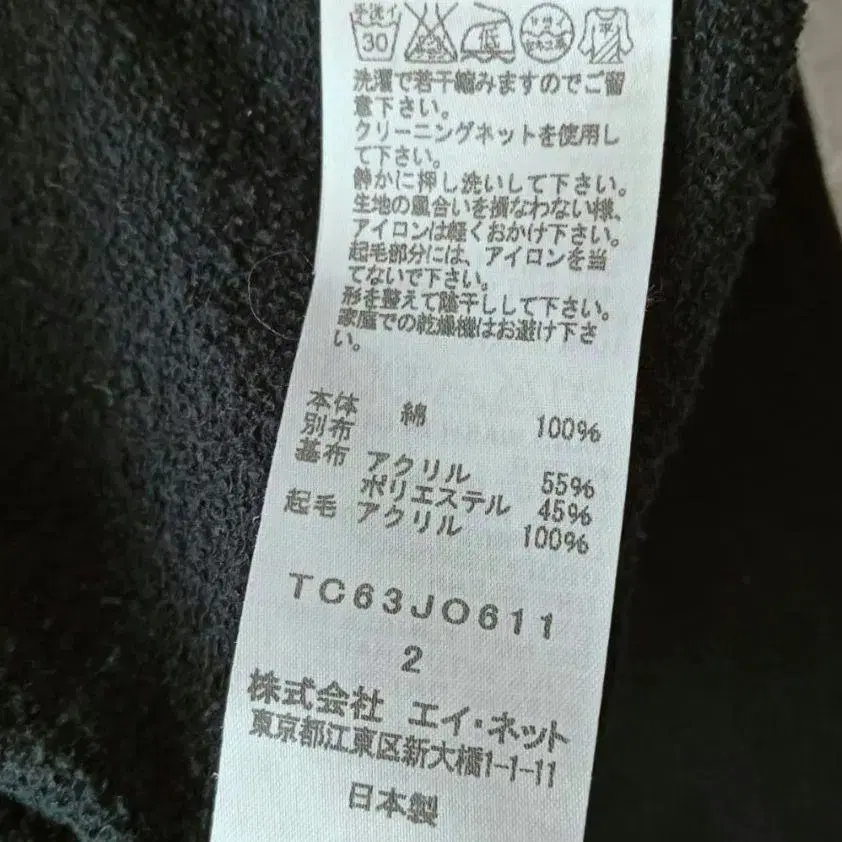 手洗イ
30
低
平
洗濯で若干縮みますのでご留
意下さい。
クリーニングネットを使用し
て下さい。
静かに押し洗いして下さい。
生地の風合いを損なわない様、
アイロンは軽くおかけ下さい。
起毛部分には、アイロンを当
てないで下さい。
形を整えて陰干しして下さい。
家庭での乾燥機はお避け下さ
い。
本体 綿 100%
別布
基布 アクリル 55%
ポリエステル 45%
起毛 アクリル 100%
TC63JO611
2
株式会社 エイ・ネット
東京都江東区新大橋1-1-11
日本製